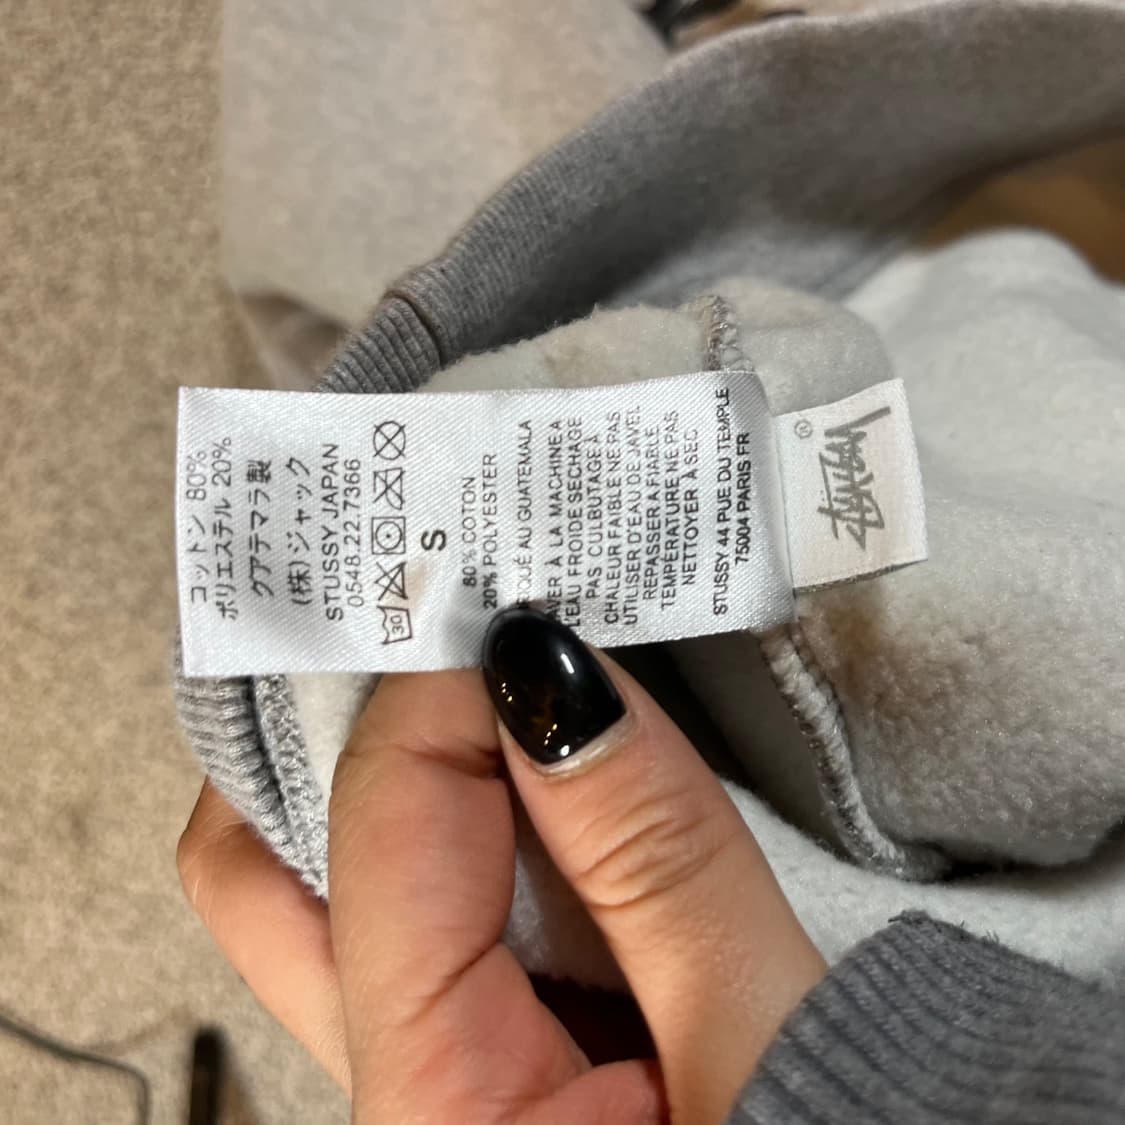 コットン 80%
ポリエステル 20%
グアテマラ製
(株)ジャック
STUSSY JAPAN
0548.22.7366
30
S
80% COTON
20% POLYESTER
AU GUATEMALA
À LA MACHINE A
L'EAU FROIDE SECHAGE
PAS CULBUTAGE À
CHALEUR FAIBLE NE PAS
UTILISER D'EAU DE JAVEL
REPASSER A FIABLE
TEMPÉRATURE NE PAS
NETTOYER À SEC
STUSSY 44 PUE DU TEMPLE
75004 PARIS FR
Stüssy ®